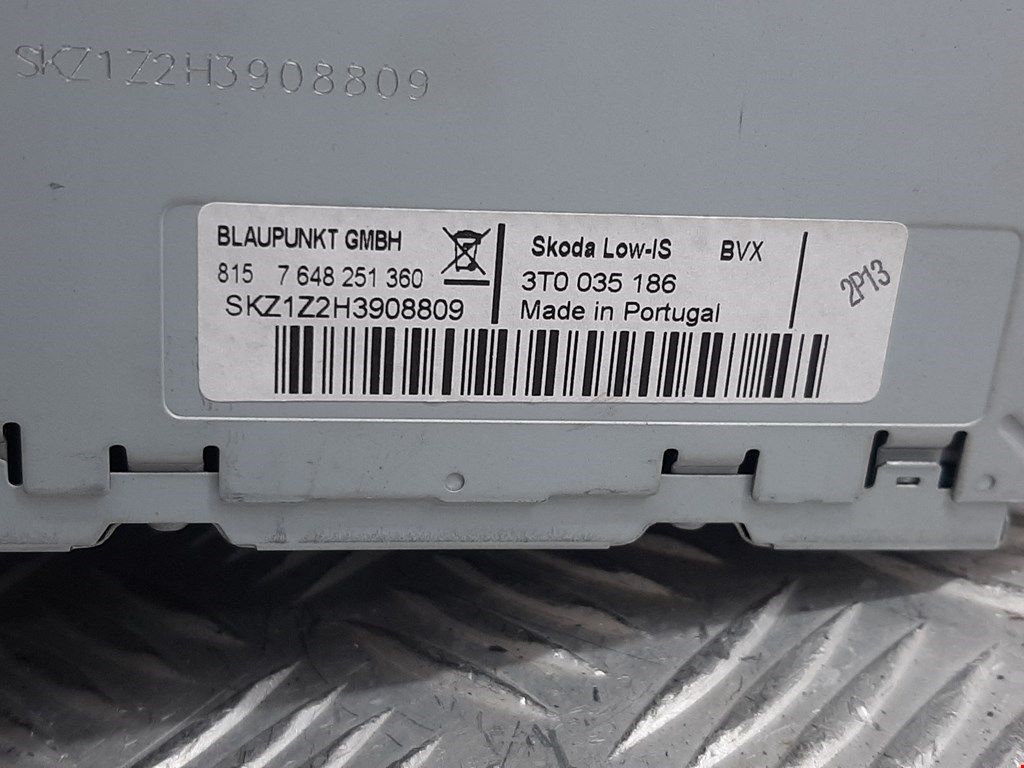 SKZ1Z2H3908809
BLAUPUNKT GMBH
815 7 648 251 360
SKZ1Z2H3908809
Skoda Low-IS BVX
3T0 035 186
Made in Portugal
2P13